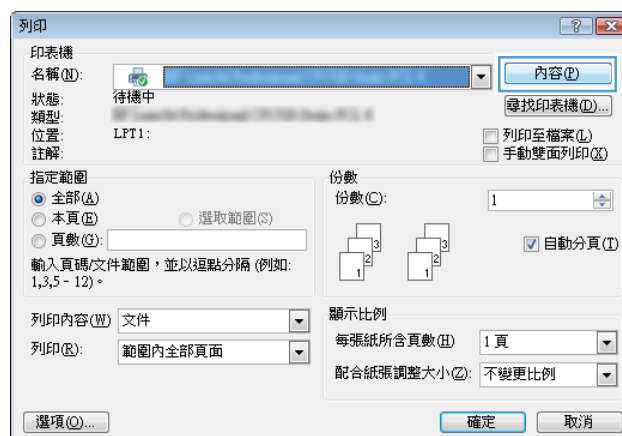 列印
印表機
名稱(N):
內容(P)
狀態: 待機中
尋找印表機(D)...
類型:
位置: LPT1:
列印至檔案(L)
註解:
手動雙面列印(X)
指定範圍
全部(A)
本頁(E) 選取範圍(S)
頁數(G):
輸入頁碼/文件範圍，並以逗點分隔 (例如:
1,3,5 - 12)。
份數
份數(C): 1
3 3
2 2
1 1
自動分頁(T)
列印內容(W) 文件
列印(R): 範圍內全部頁面
顯示比例
每張紙所含頁數(H) 1 頁
配合紙張調整大小(Z): 不變更比例
選項(O)... 確定 取消